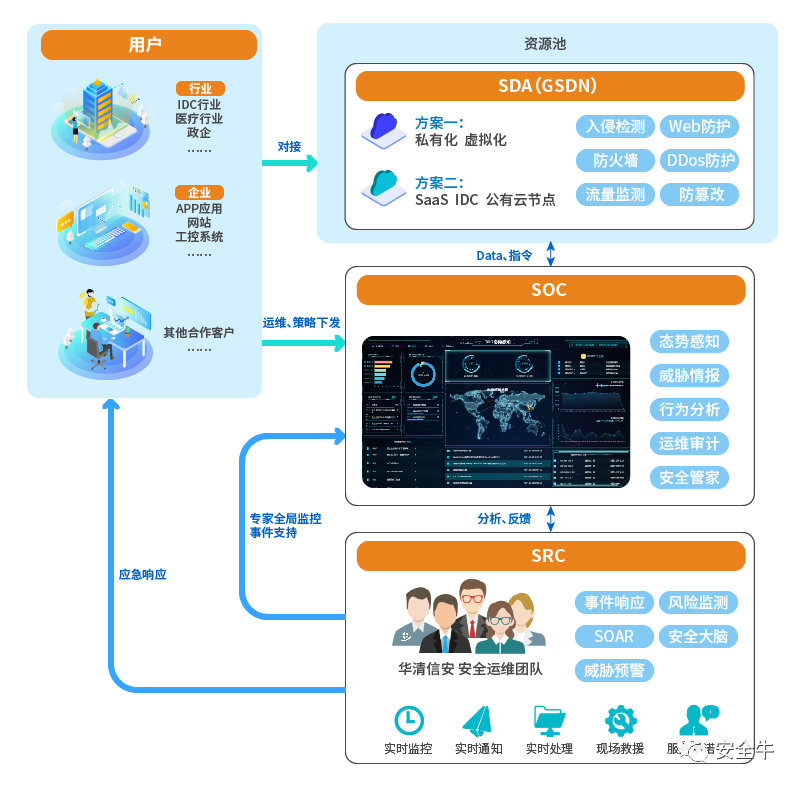 用户
行业
IDC行业
医疗行业
政企
……
企业
APP应用
网站
工控系统
……
其他合作客户
……
对接
运维、策略下发
资源池
SDA（GSDN）
方案一：
私有化 虚拟化
方案二：
SaaS IDC 公有云节点
入侵检测
Web防护
防火墙
DDos防护
流量监测
防篡改
Data、指令
SOC
态势感知
威胁情报
行为分析
运维审计
安全管家
分析、反馈
专家全局监控
事件支持
应急响应
SRC
华清信安 安全运维团队
事件响应
风险监测
SOAR
安全大脑
威胁预警
实时监控
实时通知
实时处理
现场救援
安全牛